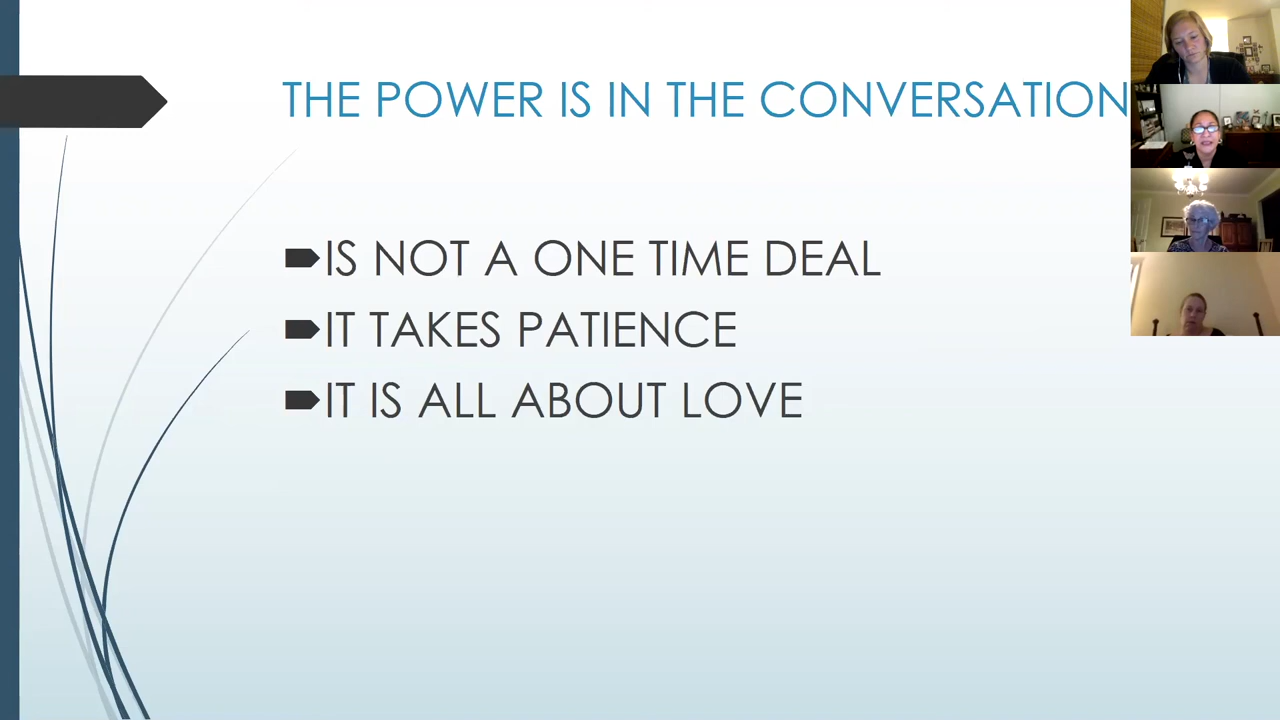 THE POWER IS IN THE CONVERSATION
IS NOT A ONE TIME DEAL
IT TAKES PATIENCE
IT IS ALL ABOUT LOVE